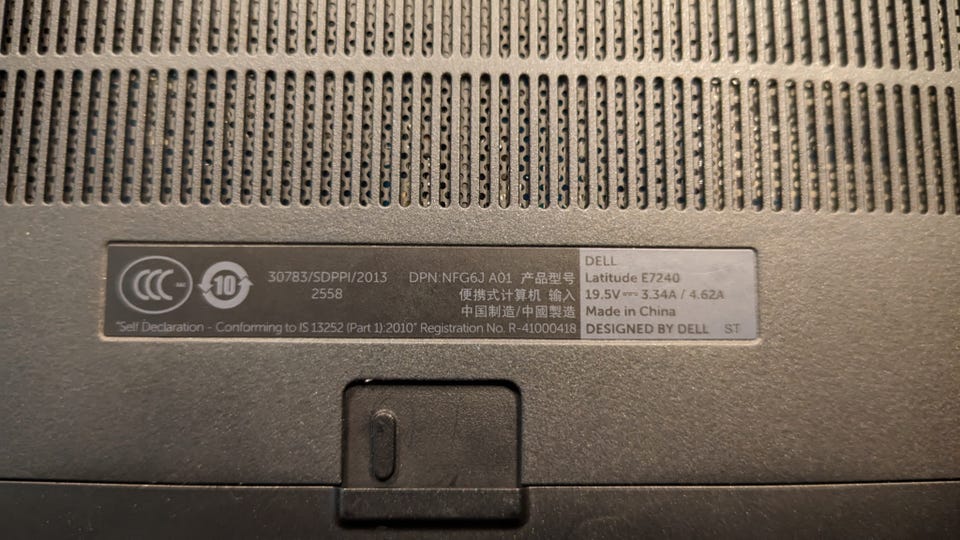 CCC
10
30783/SDPPI/2013
2558
DPN:NFG6J A01 产品型号
便携式计算机 输入
中国制造/中國製造
"Self Declaration - Conforming to IS 13252 (Part 1):2010" Registration No. R-41000418
DELL
Latitude E7240
19.5V⎓ 3.34A / 4.62A
Made in China
DESIGNED BY DELL ST